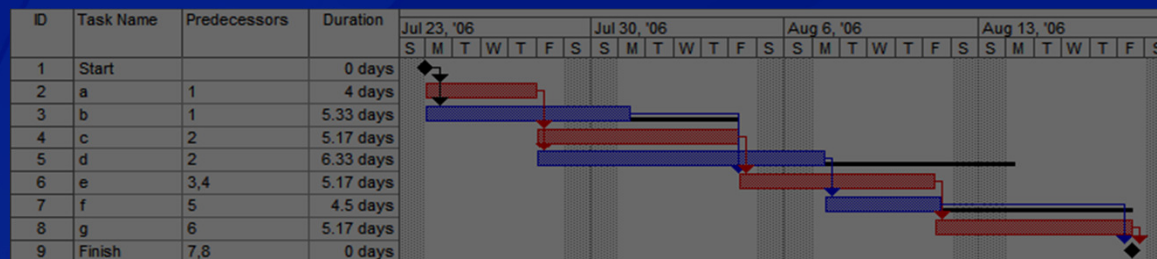 ID Task Name Predecessors Duration
Jul 23, '06 Jul 30, '06 Aug 6, '06 Aug 13, '06
S M T W T F S S M T W T F S S M T W T F S S M T W T F S
1 Start 0 days
2 a 1 4 days
3 b 1 5.33 days
4 c 2 5.17 days
5 d 2 6.33 days
6 e 3,4 5.17 days
7 f 5 4.5 days
8 g 6 5.17 days
9 Finish 7,8 0 days